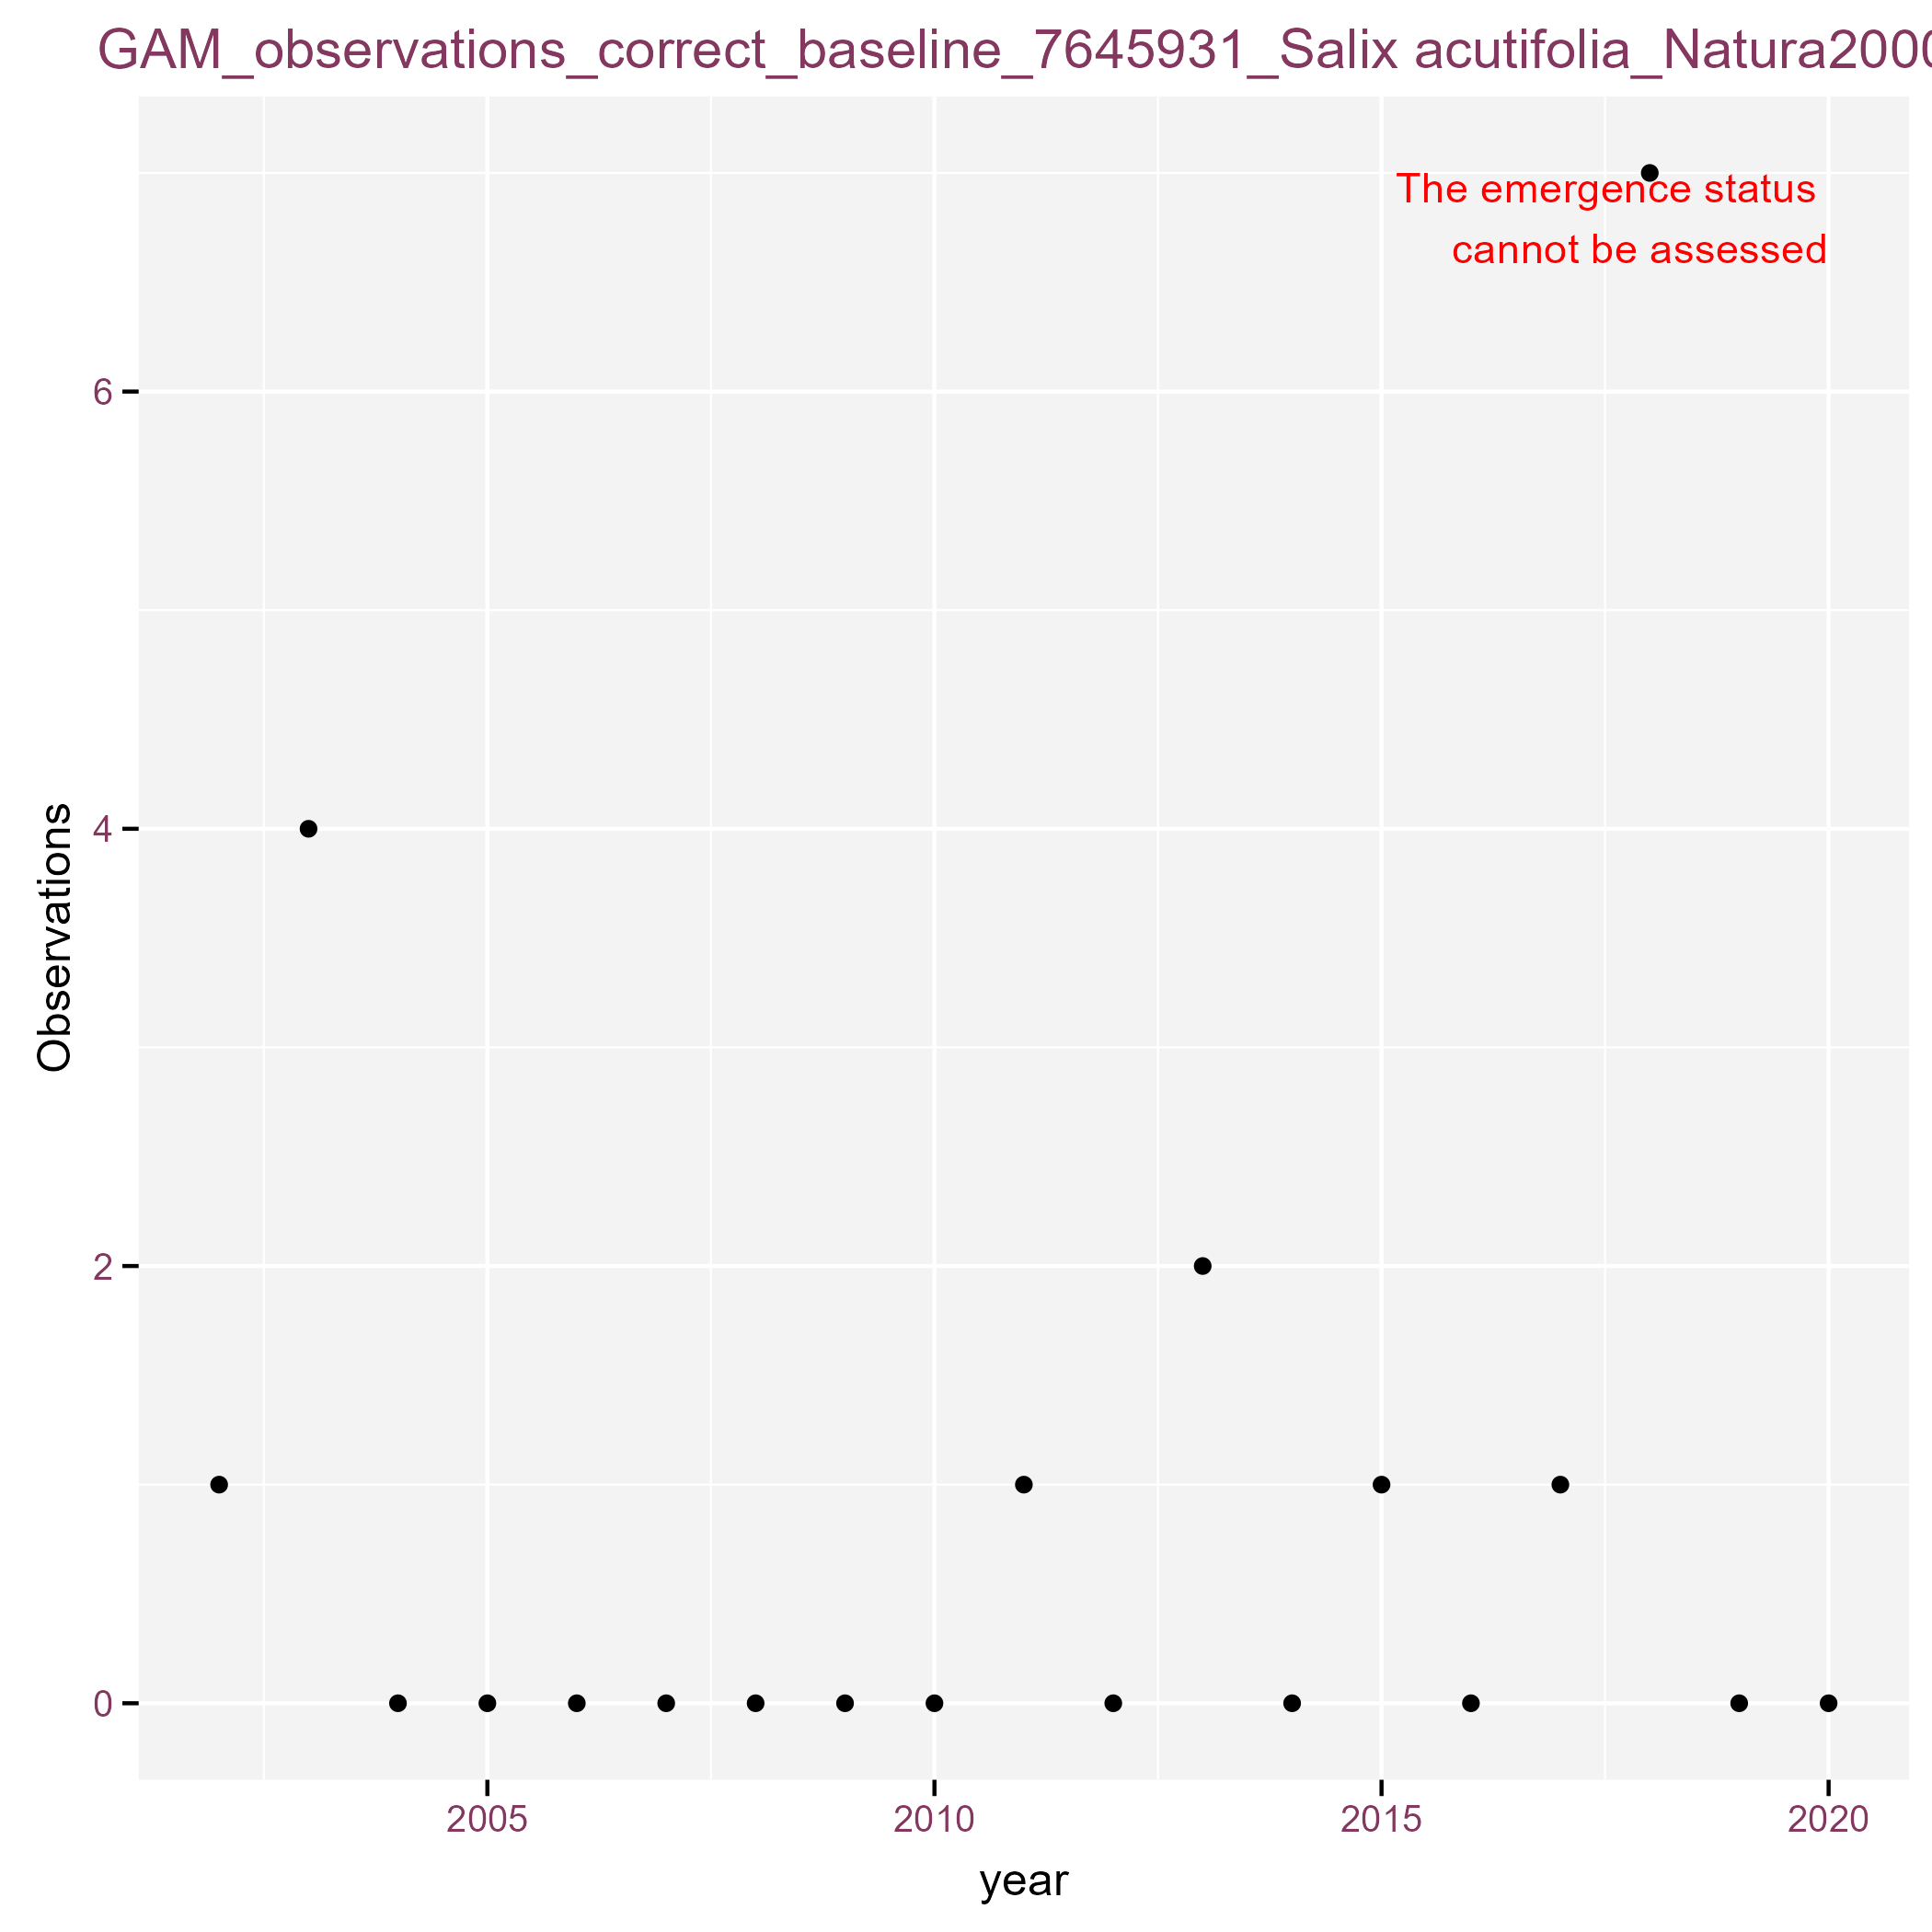 GAM_observations_correct_baseline_7645931_Salix acutifolia_Natura2000
The emergence status
cannot be assessed
6
4
2
0
Observations
2005 2010 2015 2020
year